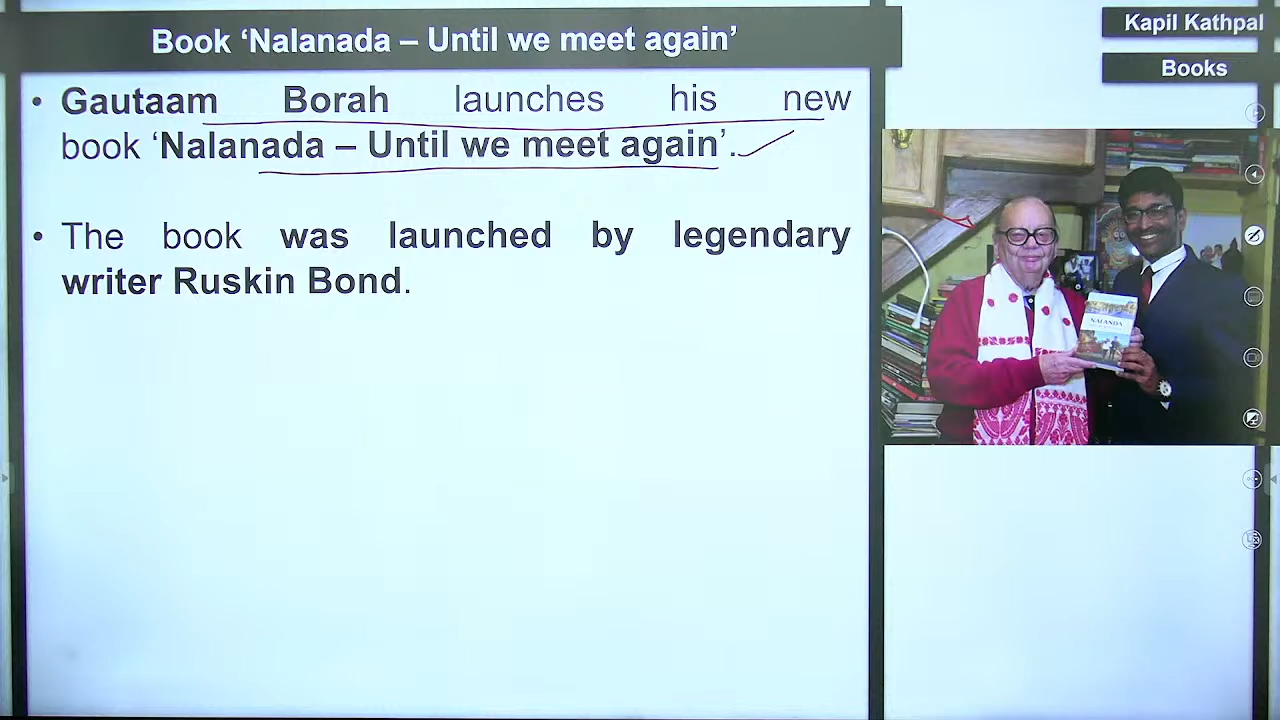 Book ‘Nalanada – Until we meet again’
Kapil Kathpal
Books
• Gautaam Borah launches his new
book ‘Nalanada – Until we meet again’.
• The book was launched by legendary
writer Ruskin Bond.
NALANDA